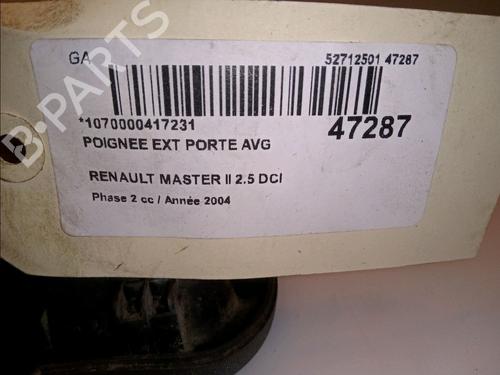 GA
52712501 47287
*1070000417231
47287
POIGNEE EXT PORTE AVG
RENAULT MASTER II 2.5 DCI
Phase 2 cc / Année 2004
B-PARTS